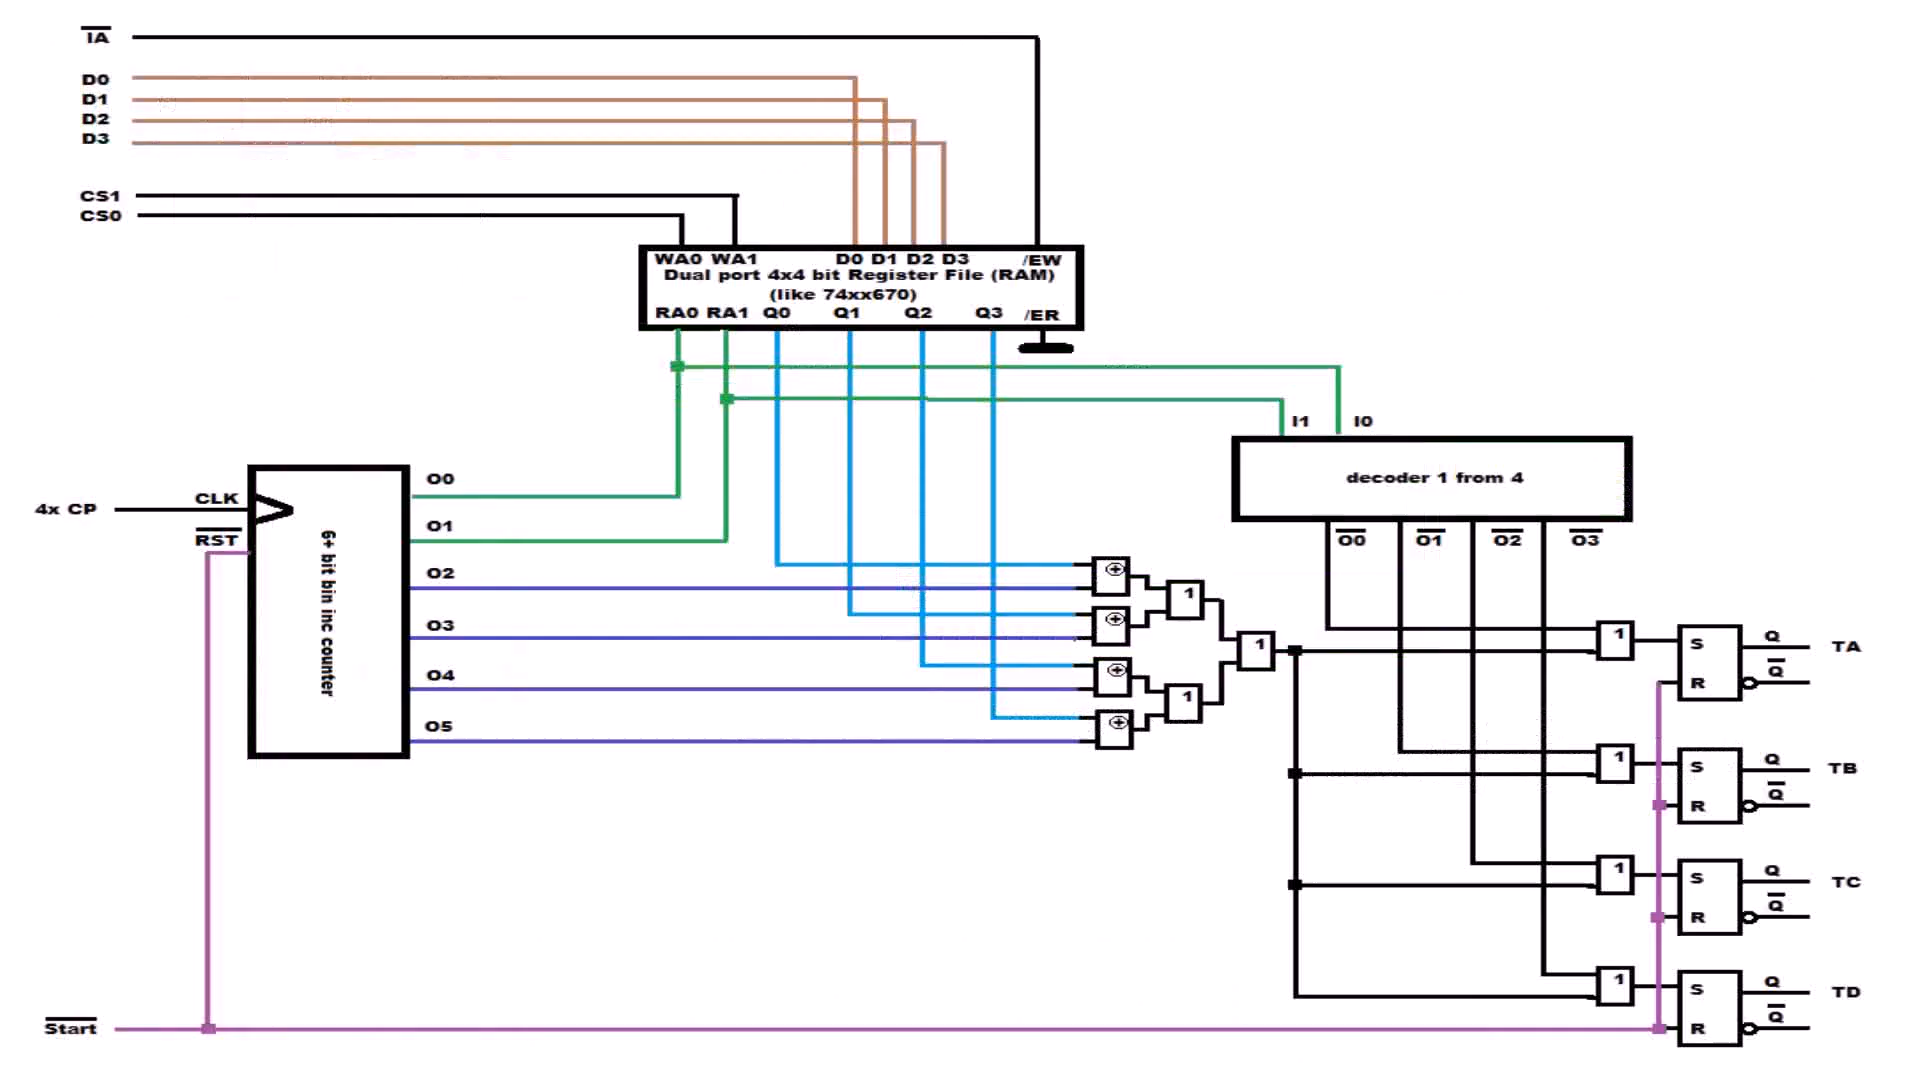 IA
D0
D1
D2
D3
CS1
CS0
WA0 WA1 D0 D1 D2 D3 /EW
Dual port 4x4 bit Register File (RAM)
(like 74xx670)
RA0 RA1 Q0 Q1 Q2 Q3 /ER
I1 I0
decoder 1 from 4
O0 O1 O2 O3
4x CP
CLK
RST
6+ bit bin inc counter
O0
O1
O2
O3
O4
O5
1
1
1
1
S
R
Q
Q
TA
1
S
R
Q
Q
TB
1
S
R
Q
Q
TC
1
S
R
Q
Q
TD
Start